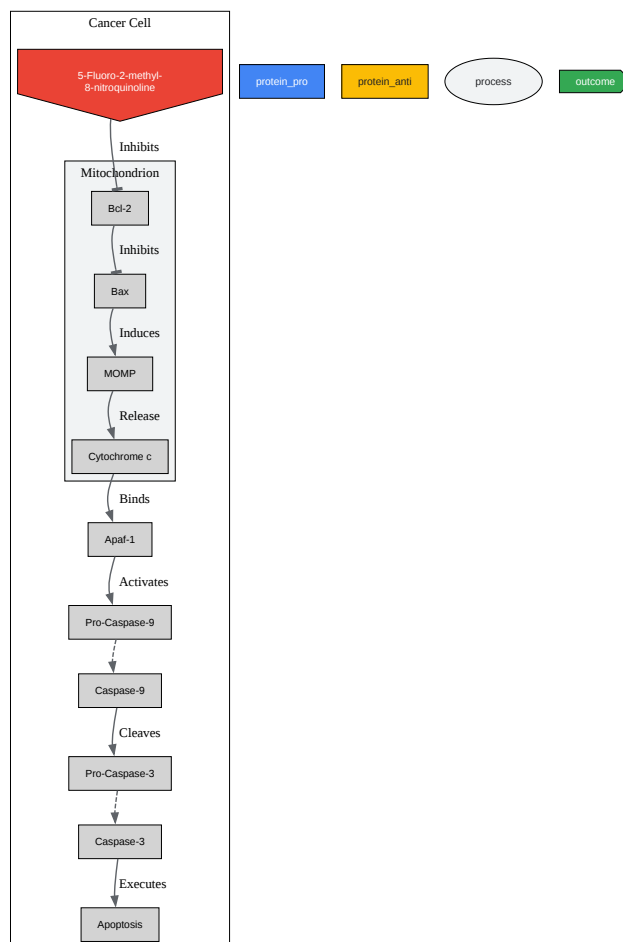 Cancer Cell
5-Fluoro-2-methyl-
8-nitroquinoline
protein_pro
protein_anti
process
outcome
Inhibits
Mitochondrion
Bcl-2
Inhibits
Bax
Induces
MOMP
Release
Cytochrome c
Binds
Apaf-1
Activates
Pro-Caspase-9
Caspase-9
Cleaves
Pro-Caspase-3
Caspase-3
Executes
Apoptosis